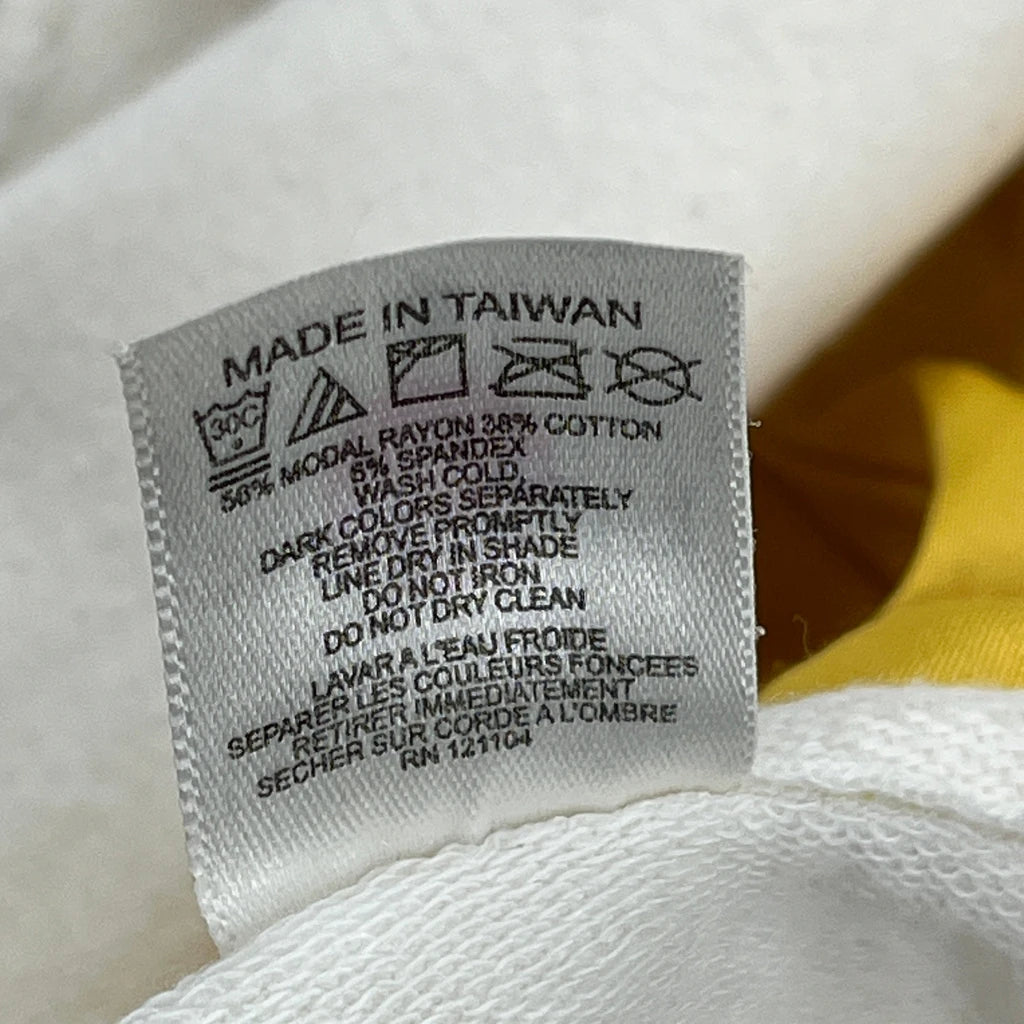 MADE IN TAIWAN
30C
56% MODAL RAYON 38% COTTON
6% SPANDEX
WASH COLD,
DARK COLORS SEPARATELY
REMOVE PROMPTLY
LINE DRY IN SHADE
DO NOT IRON
DO NOT DRY CLEAN
LAVAR A L'EAU FROIDE
SEPARER LES COULEURS FONCEES
RETIRER IMMEDIATEMENT
SECHER SUR CORDE A L'OMBRE
RN 121104